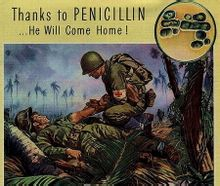 Thanks to PENICILLIN
...He Will Come Home!